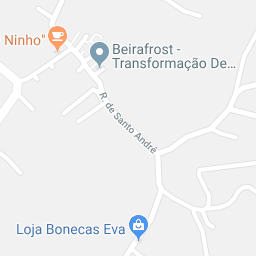 Ninho"
Beirafrost -
Transformação De...
R. de Santo André
Loja Bonecas Eva